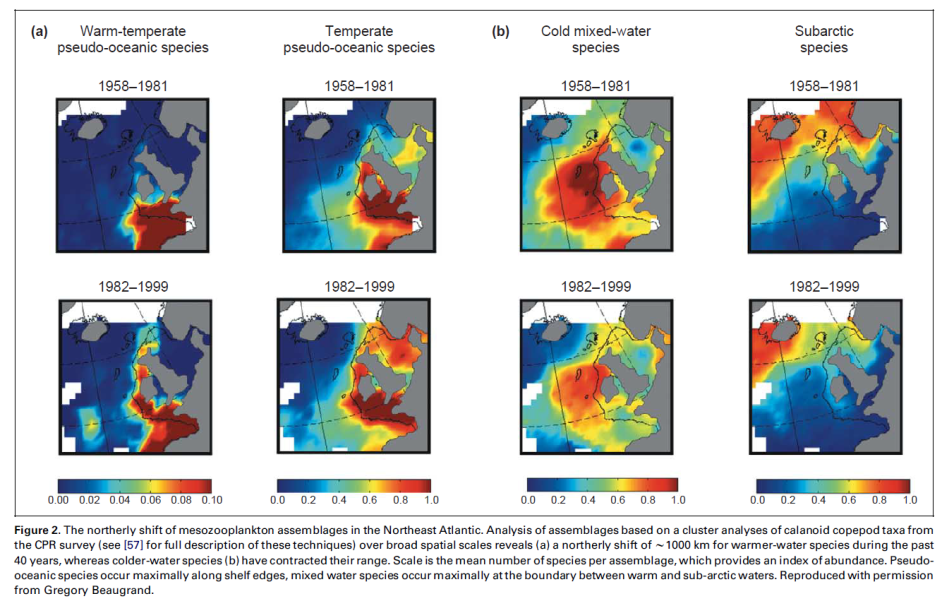 (a) Warm-temperate pseudo-oceanic species
Temperate pseudo-oceanic species
(b) Cold mixed-water species
Subarctic species
1958–1981
1958–1981
1958–1981
1958–1981
1982–1999
1982–1999
1982–1999
1982–1999
0.00 0.02 0.04 0.06 0.07 0.10
0.0 0.2 0.4 0.6 0.8 1.0
0.0 0.2 0.4 0.6 0.8 1.0
0.0 0.2 0.4 0.6 0.8 1.0
Figure 2. The northerly shift of mesozooplankton assemblages in the Northeast Atlantic. Analysis of assemblages based on a cluster analyses of calanoid copepod taxa from
the CPR survey (see [57] for full description of these techniques) over broad spatial scales reveals (a) a northerly shift of ~1000 km for warmer-water species during the past
40 years, whereas colder-water species (b) have contracted their range. Scale is the mean number of species per assemblage, which provides an index of abundance. Pseudo-
oceanic species occur maximally along shelf edges, mixed water species occur maximally at the boundary between warm and sub-arctic waters. Reproduced with permission
from Gregory Beaugrand.